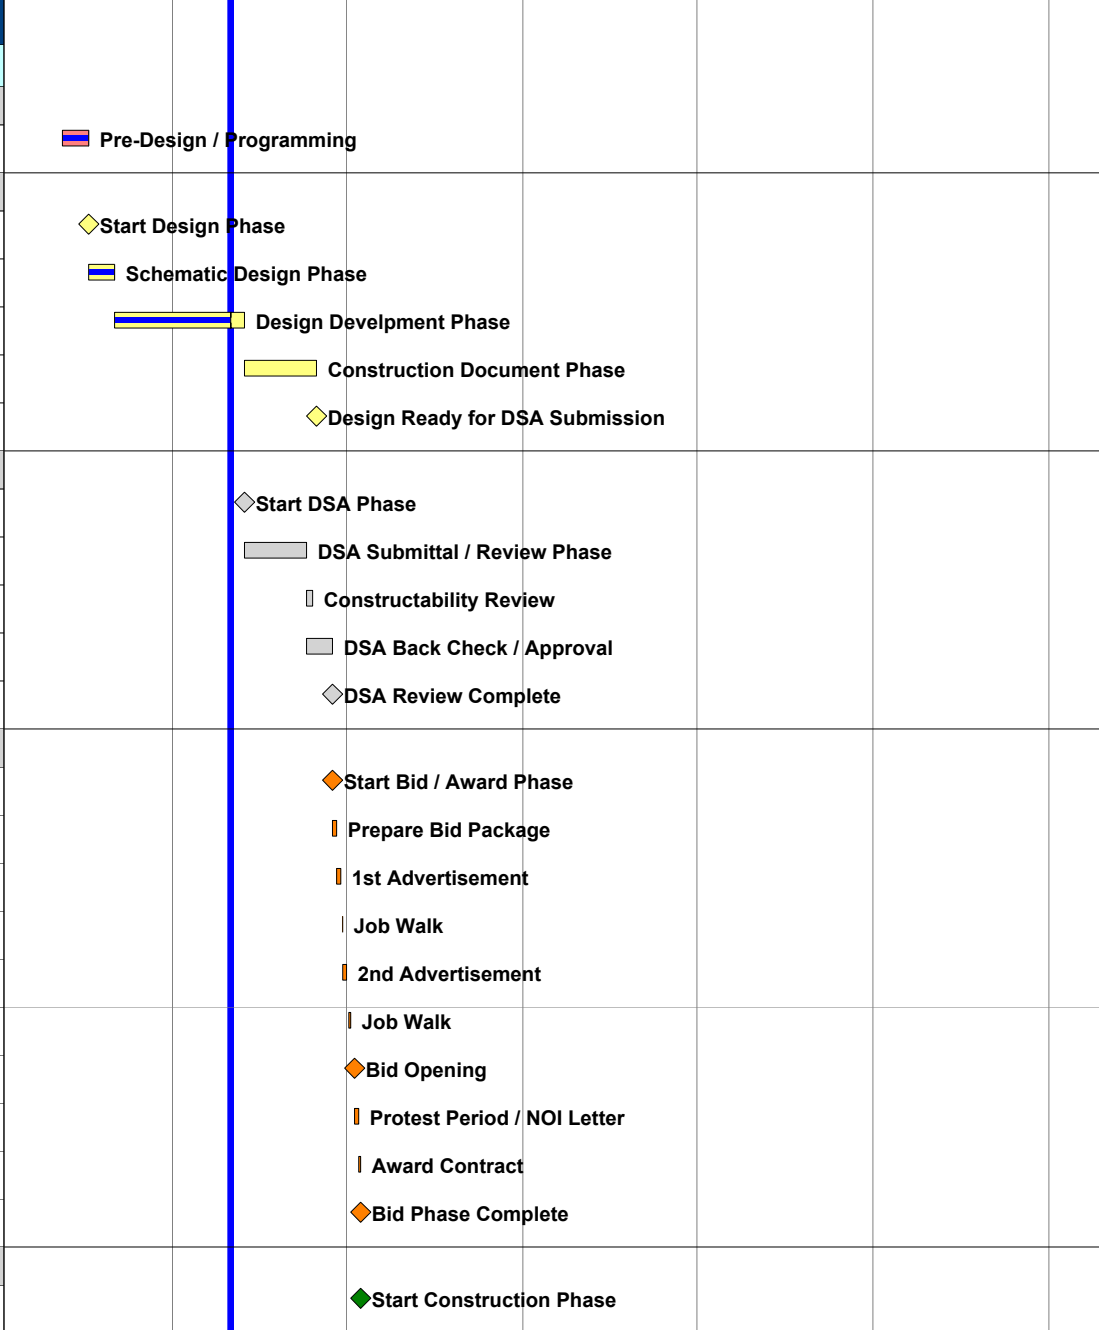 Pre-Design / Programming
Start Design Phase
Schematic Design Phase
Design Develpment Phase
Construction Document Phase
Design Ready for DSA Submission
Start DSA Phase
DSA Submittal / Review Phase
Constructability Review
DSA Back Check / Approval
DSA Review Complete
Start Bid / Award Phase
Prepare Bid Package
1st Advertisement
Job Walk
2nd Advertisement
Job Walk
Bid Opening
Protest Period / NOI Letter
Award Contract
Bid Phase Complete
Start Construction Phase